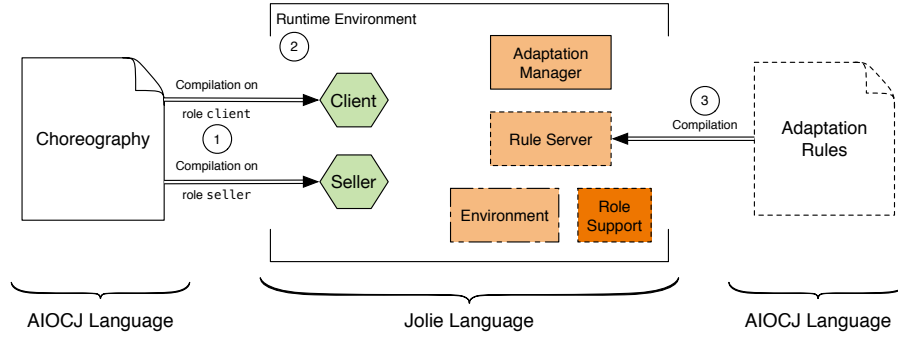 Runtime Environment
2
Choreography
Compilation on
role client
1
Compilation on
role seller
Client
Seller
Adaptation
Manager
Rule Server
Environment
Role
Support
3
Compilation
Adaptation
Rules
AIOCJ Language
Jolie Language
AIOCJ Language